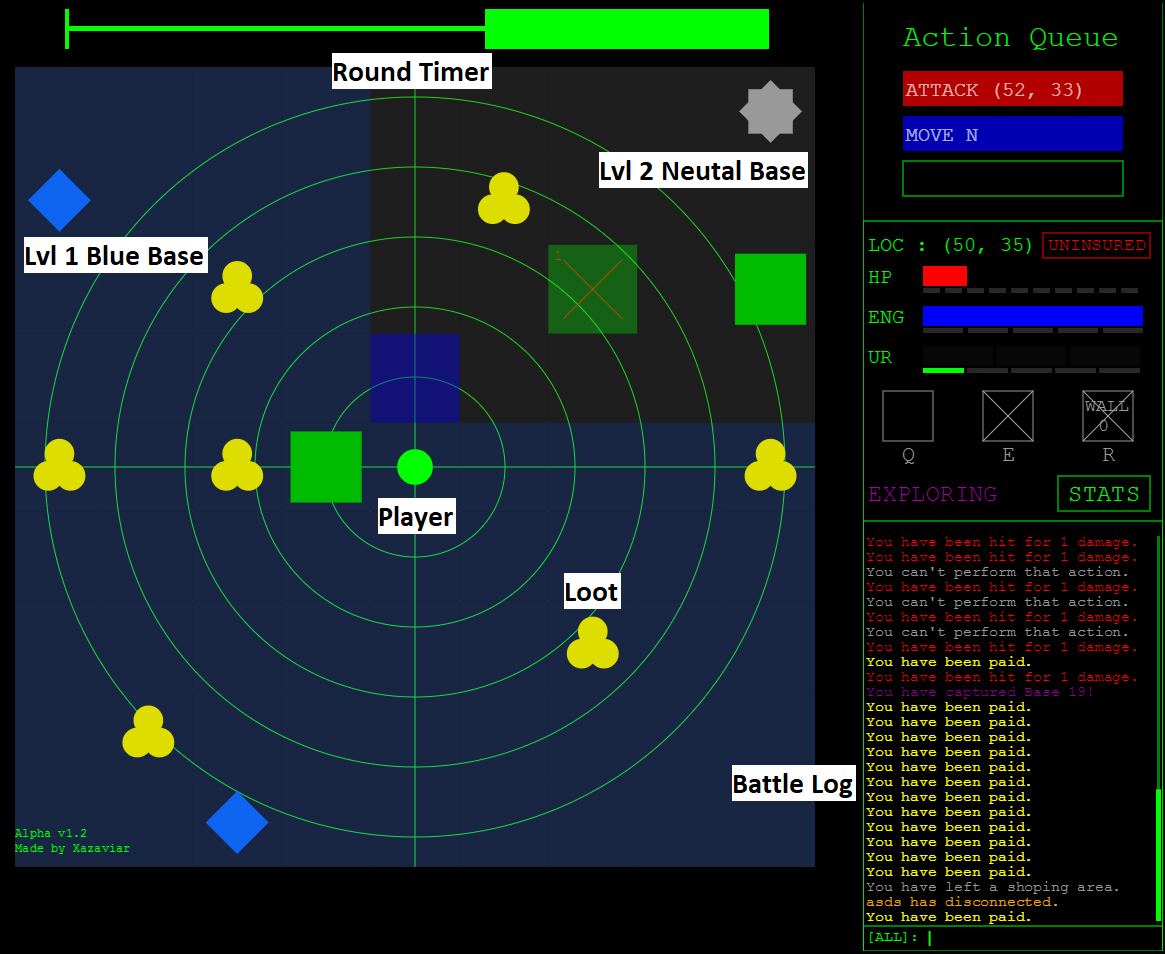 Round Timer
Lvl 2 Neutal Base
Lvl 1 Blue Base
1
Player
Loot
Battle Log
Alpha v1.2
Made by Xazaviar
Action Queue
ATTACK (52, 33)
MOVE N
LOC : (50, 35) UNINSURED
HP
ENG
UR
WALL
0
Q E R
EXPLORING STATS
You have been hit for 1 damage.
You have been hit for 1 damage.
You can't perform that action.
You have been hit for 1 damage.
You can't perform that action.
You have been hit for 1 damage.
You can't perform that action.
You have been hit for 1 damage.
You have been paid.
You have been hit for 1 damage.
You have captured Base 19!
You have been paid.
You have been paid.
You have been paid.
You have been paid.
You have been paid.
You have been paid.
You have been paid.
You have been paid.
You have been paid.
You have been paid.
You have been paid.
You have been paid.
You have left a shoping area.
asds has disconnected.
You have been paid.
[ALL]: |